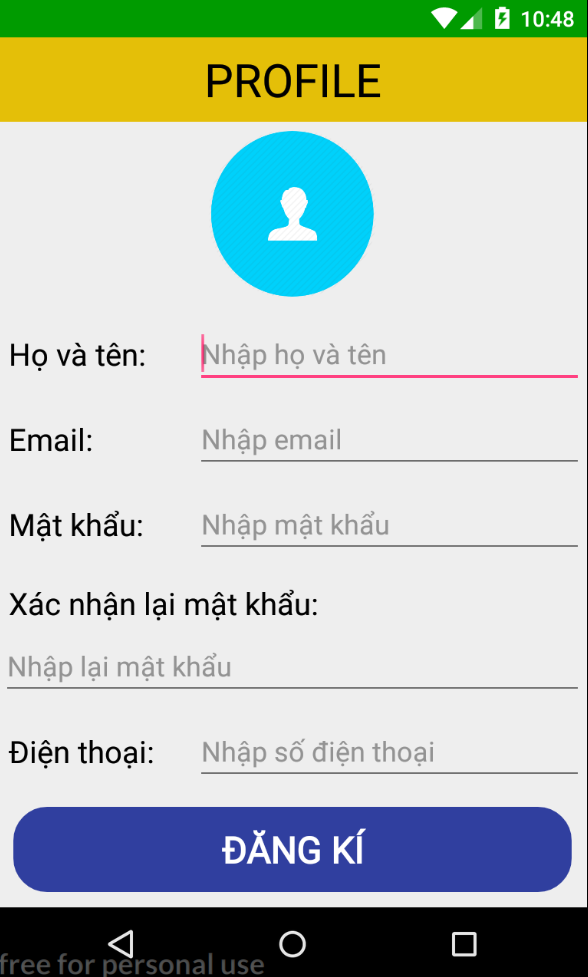 10:48
PROFILE
Họ và tên: Nhập họ và tên
Email: Nhập email
Mật khẩu: Nhập mật khẩu
Xác nhận lại mật khẩu:
Nhập lại mật khẩu
Điện thoại: Nhập số điện thoại
ĐĂNG KÍ
free for personal use